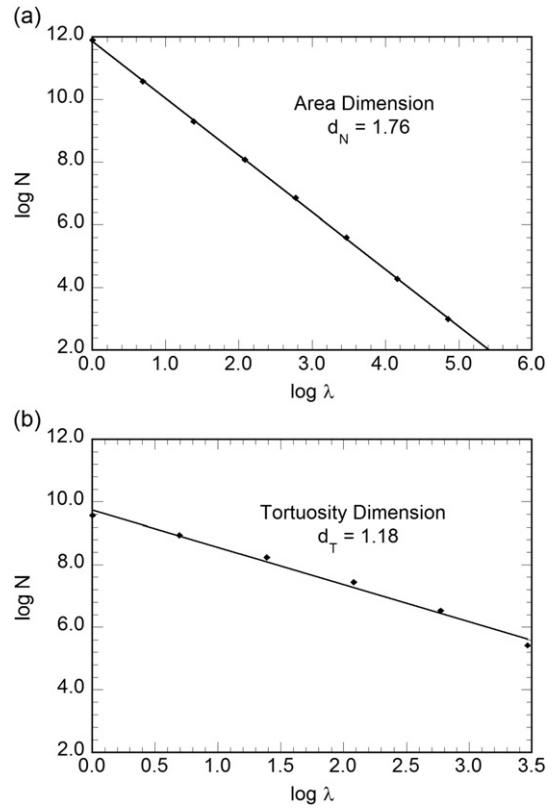 (a)
12.0
10.0
8.0
6.0
4.0
2.0
log N
Area Dimension
d_N = 1.76
0.0 1.0 2.0 3.0 4.0 5.0 6.0
log λ
(b)
12.0
10.0
8.0
6.0
4.0
2.0
log N
Tortuosity Dimension
d_T = 1.18
0.0 0.5 1.0 1.5 2.0 2.5 3.0 3.5
log λ